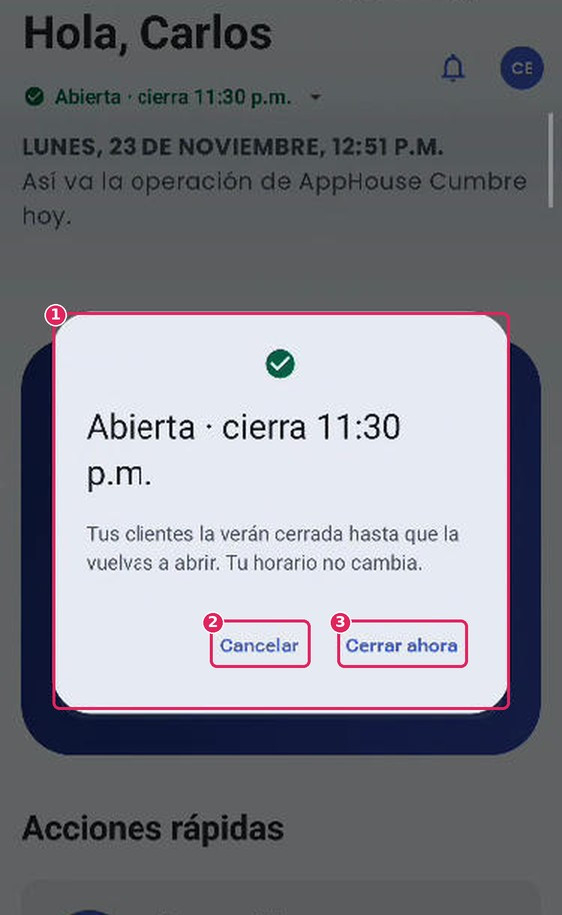 Hola, Carlos
CE
Abierta · cierra 11:30 p.m.
LUNES, 23 DE NOVIEMBRE, 12:51 P.M.
Así va la operación de AppHouse Cumbre
hoy.
1
Abierta · cierra 11:30
p.m.
Tus clientes la verán cerrada hasta que la
vuelvas a abrir. Tu horario no cambia.
2
3
Cancelar
Cerrar ahora
Acciones rápidas